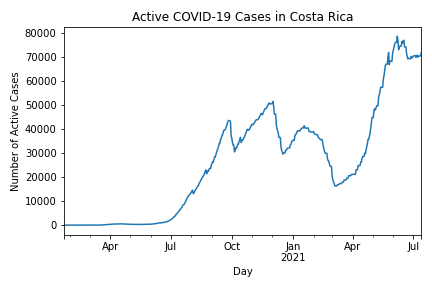 Active COVID-19 Cases in Costa Rica
Number of Active Cases
80000
70000
60000
50000
40000
30000
20000
10000
0
Apr
Jul
Oct
Jan
2021
Apr
Jul
Day